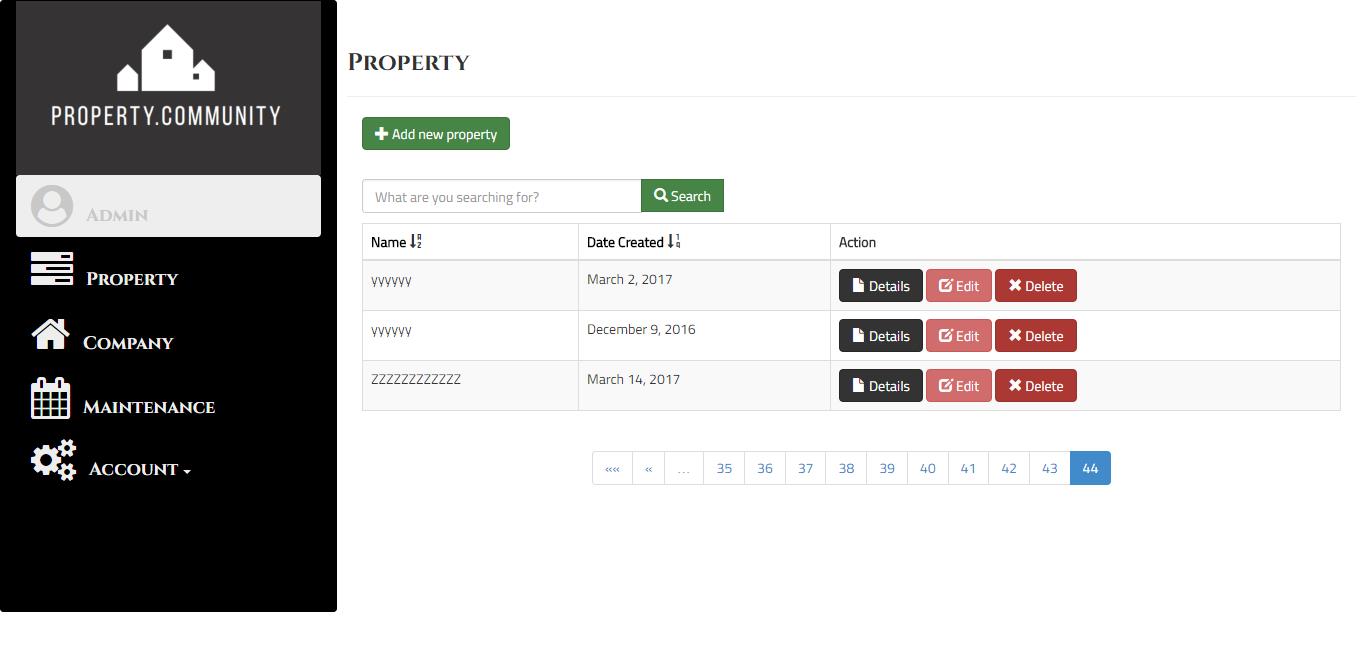 PROPERTY.COMMUNITY
Admin
Property
Company
Maintenance
Account
Property
Add new property
What are you searching for?
Search
Name Date Created Action
yyyyyy March 2, 2017 Details Edit Delete
yyyyyy December 9, 2016 Details Edit Delete
ZZZZZZZZZZZZ March 14, 2017 Details Edit Delete
«« « ... 35 36 37 38 39 40 41 42 43 44